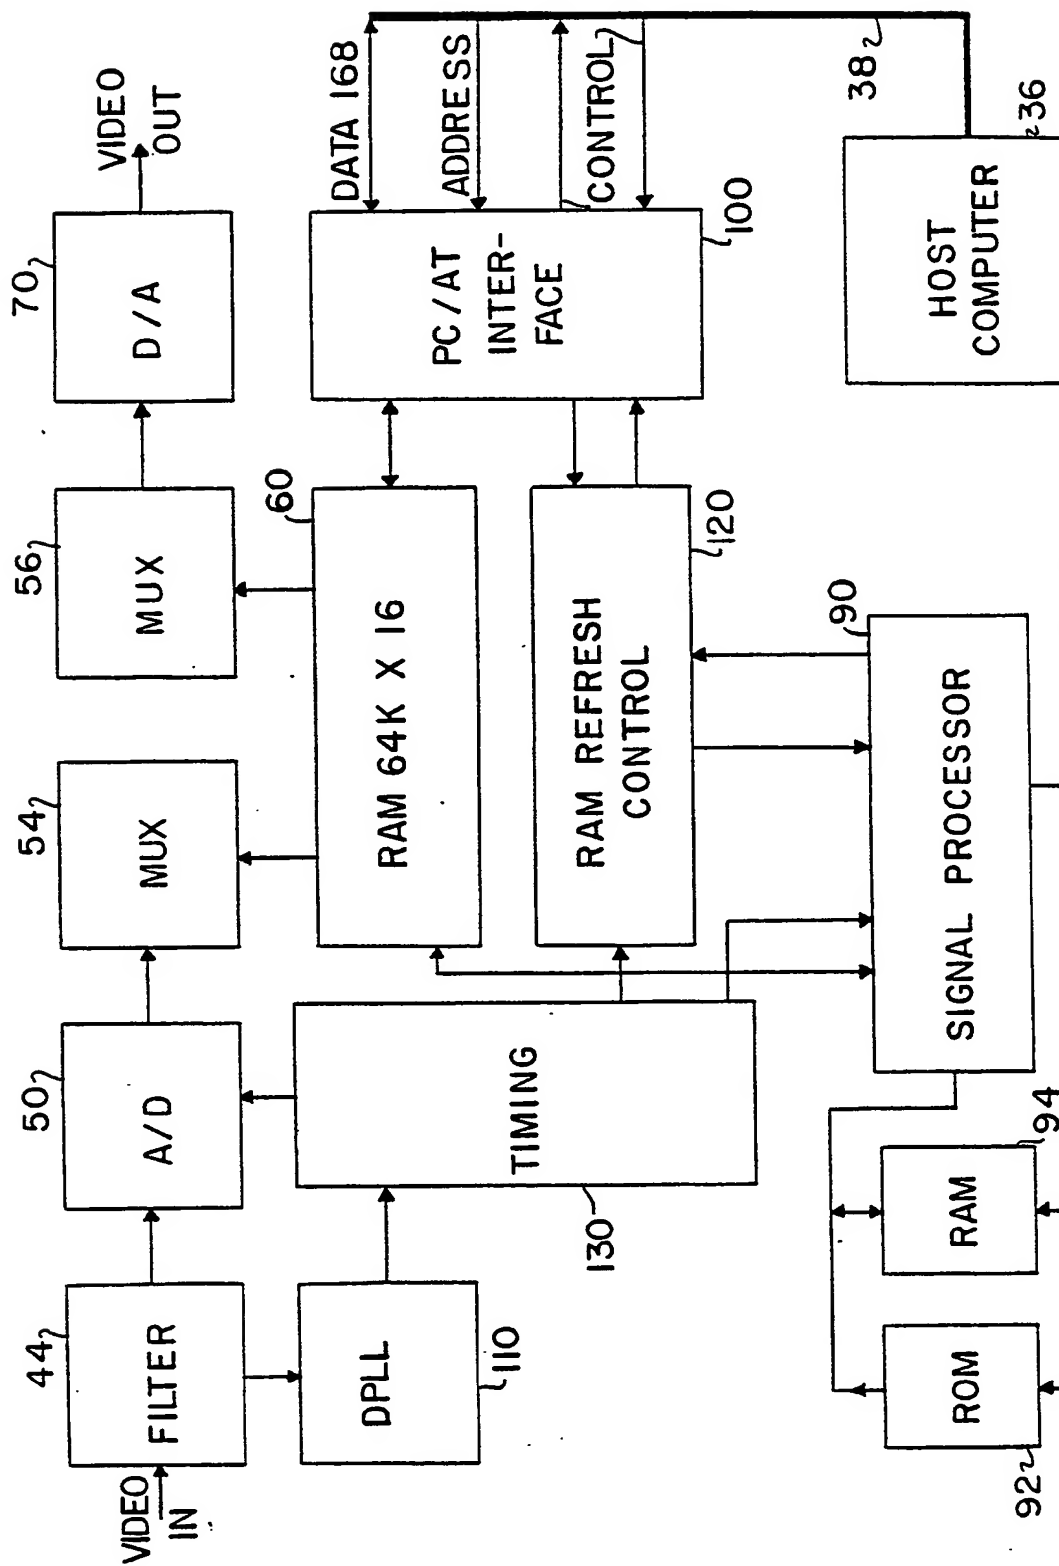 VIDEO
IN
44
FILTER
50
A/D
54
MUX
56
MUX
70
D/A
VIDEO
OUT
110
DPLL
130
TIMING
60
RAM 64K X 16
120
RAM REFRESH
CONTROL
100
PC/AT
INTER-
FACE
DATA 168
ADDRESS
CONTROL
38
92
ROM
94
RAM
90
SIGNAL PROCESSOR
36
HOST
COMPUTER